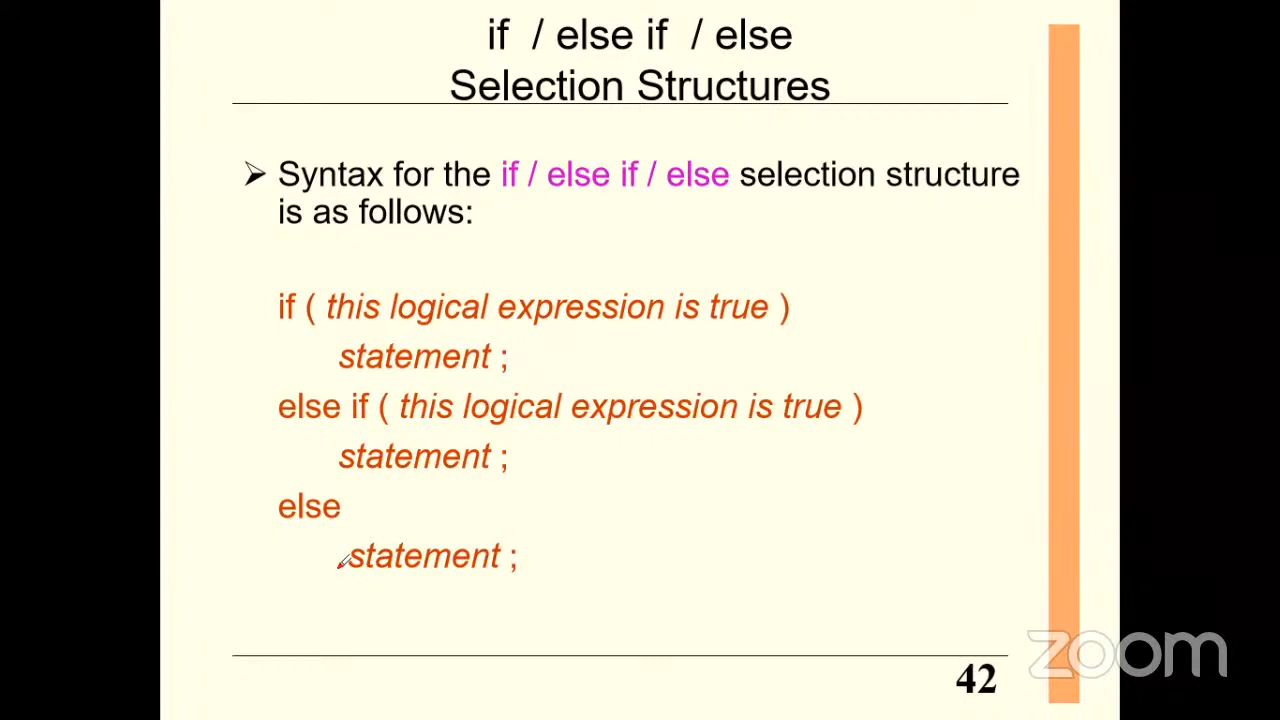 if / else if / else
Selection Structures
➢ Syntax for the if / else if / else selection structure
is as follows:
if ( this logical expression is true )
statement ;
else if ( this logical expression is true )
statement ;
else
statement ;
zoom
42